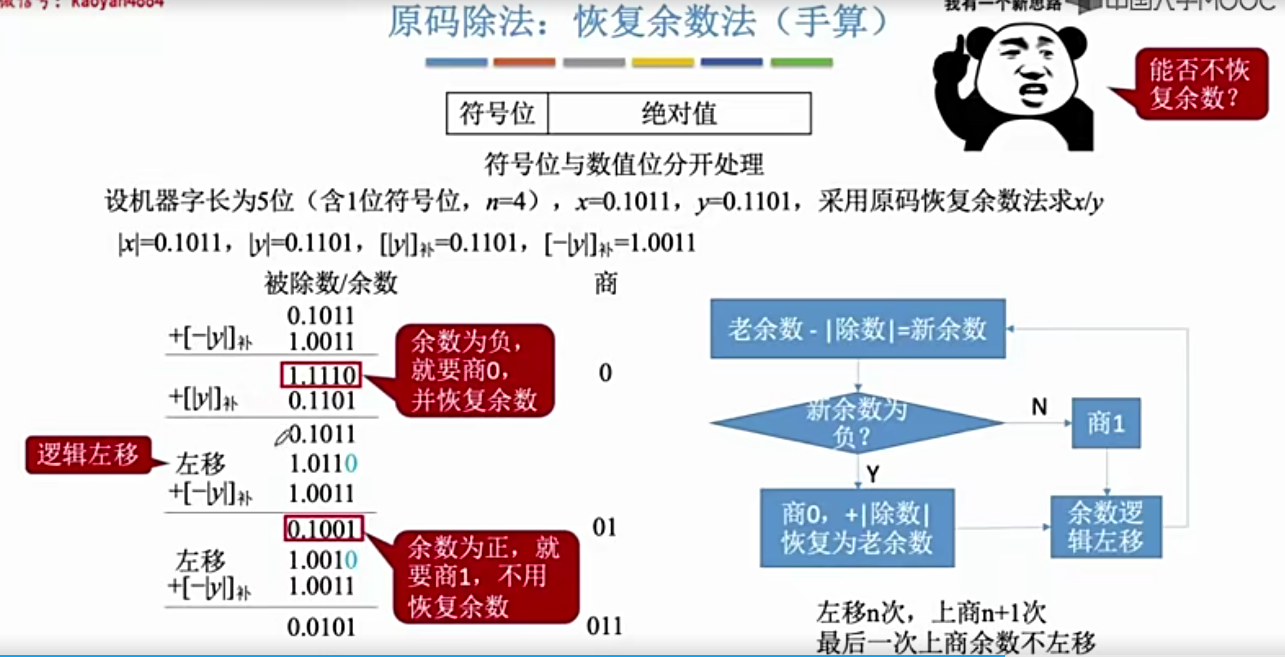 微信号：kaoyan4884
原码除法：恢复余数法（手算）
我有一个新思路
中国大学MOOC
能否不恢
复余数？
符号位 绝对值
符号位与数值位分开处理
设机器字长为5位（含1位符号位，n=4），x=0.1011，y=0.1101，采用原码恢复余数法求x/y
|x|=0.1011，|y|=0.1101，[|y|]补=0.1101，[−|y|]补=1.0011
被除数/余数 商
0.1011
+[−|y|]补 1.0011
1.1110 0
+[|y|]补 0.1101
余数为负，
就要商0，
并恢复余数
0.1011
逻辑左移
左移 1.0110
+[−|y|]补 1.0011
0.1001 01
左移 1.0010
+[−|y|]补 1.0011
余数为正，就
要商1，不用
恢复余数
0.0101 011
老余数 - |除数|=新余数
新余数为
负？
N
商1
Y
商0，+|除数|
恢复为老余数
余数逻
辑左移
左移n次，上商n+1次
最后一次上商余数不左移